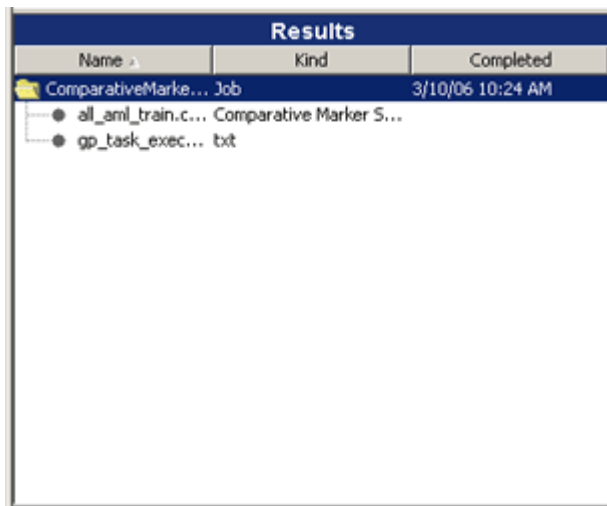 Results
Name Kind Completed
ComparativeMarke... Job 3/10/06 10:24 AM
all_aml_train.c... Comparative Marker S...
gp_task_exec... txt